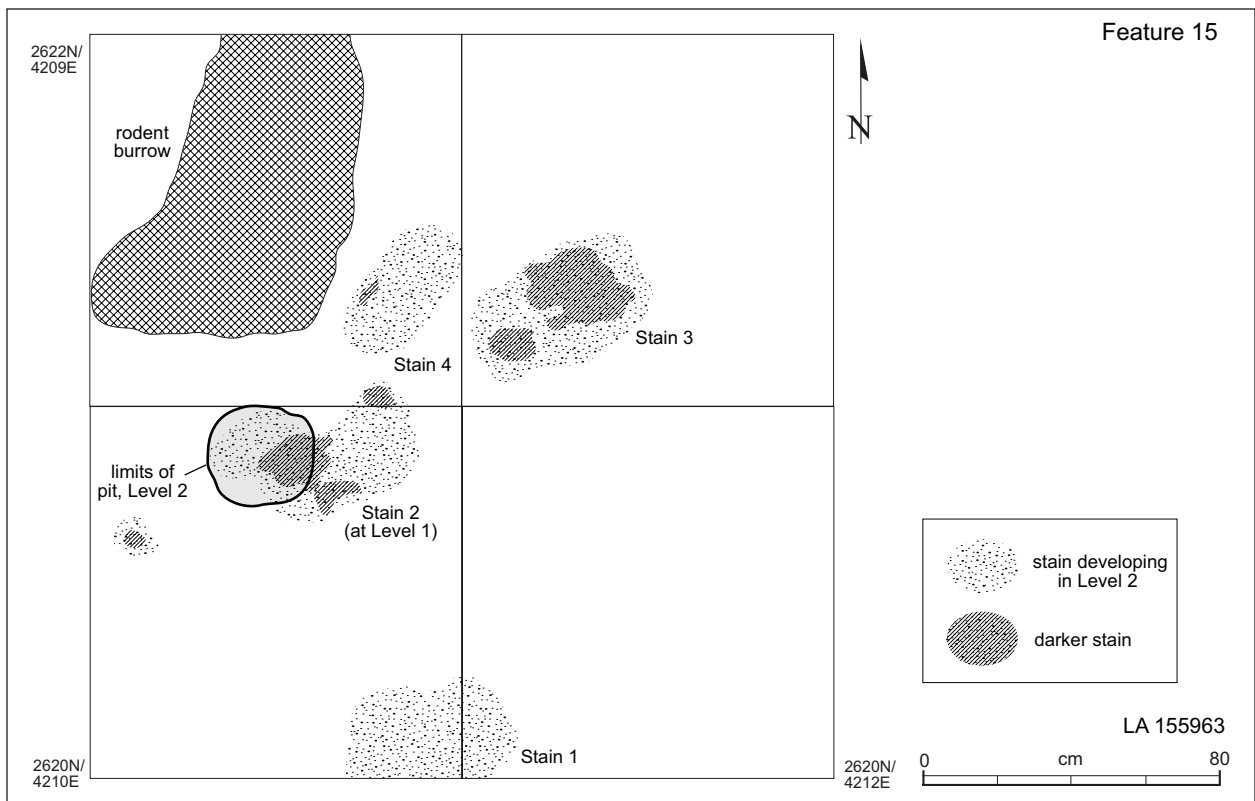 Feature 15
2622N/
4209E
N
rodent
burrow
Stain 4
Stain 3
limits of
pit, Level 2
Stain 2
(at Level 1)
stain developing
in Level 2
darker stain
Stain 1
LA 155963
2620N/
4210E
2620N/
4212E
0 cm 80